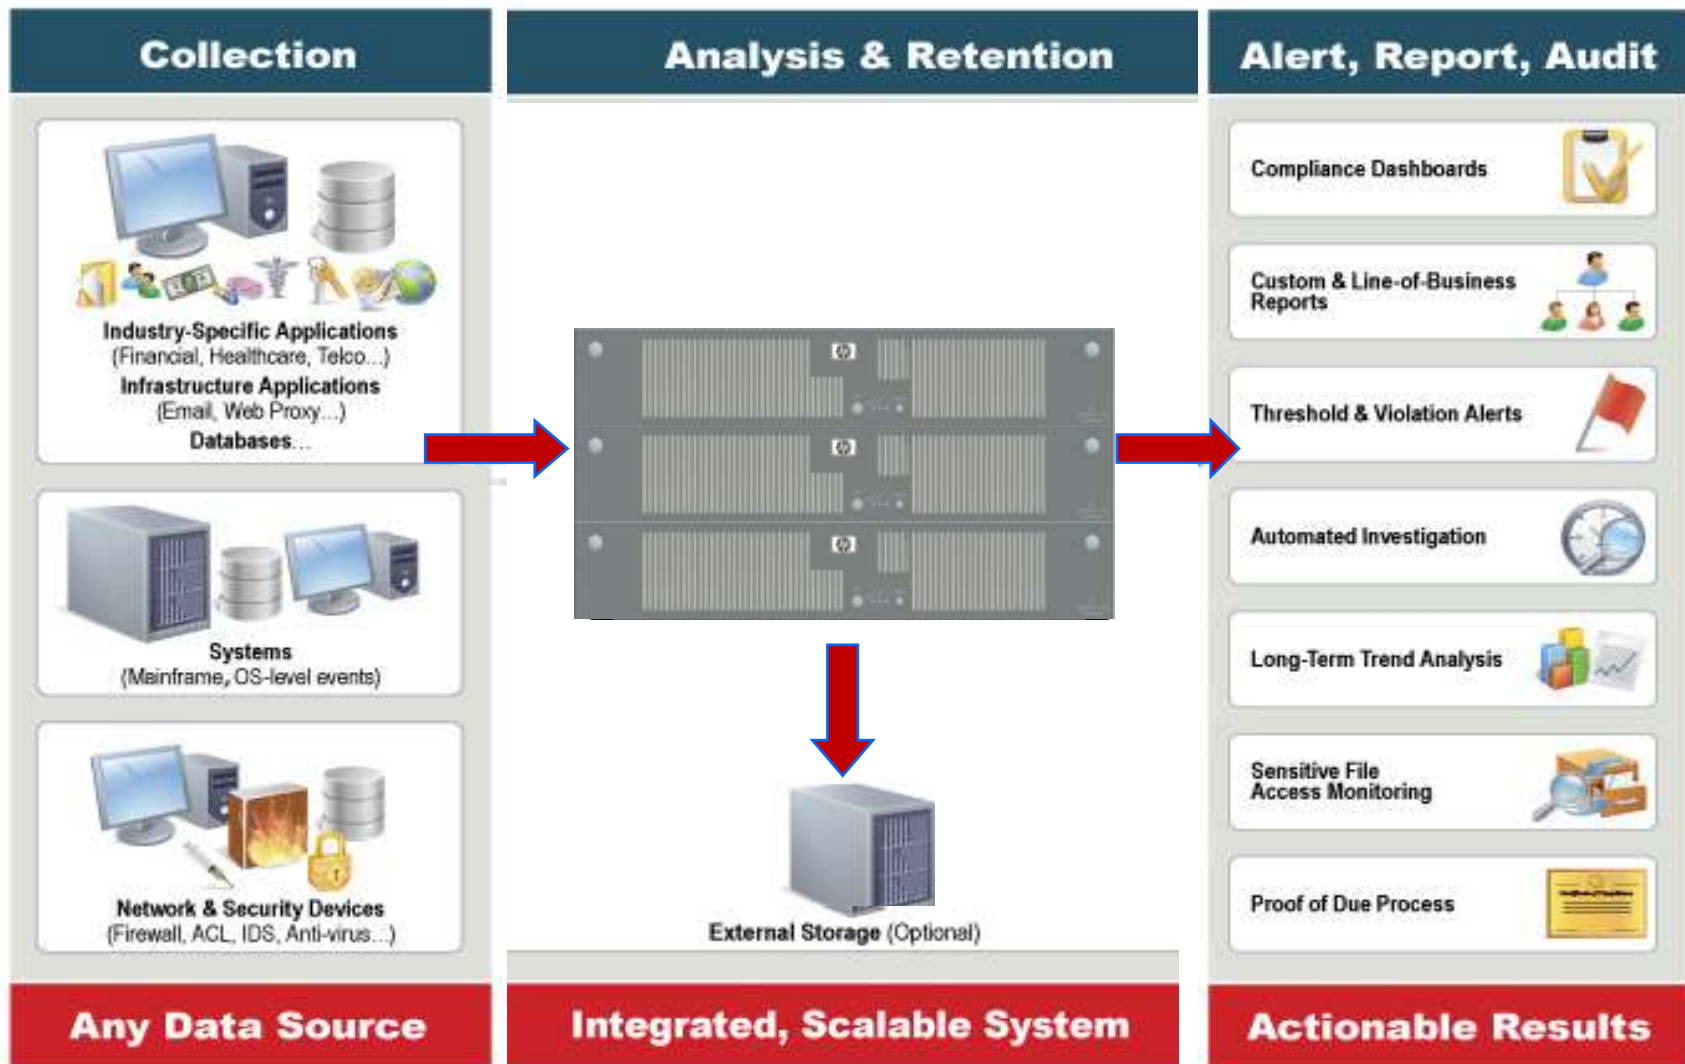 Collection
Industry-Specific Applications
(Financial, Healthcare, Telco...)
Infrastructure Applications
(Email, Web Proxy...)
Databases...
Systems
(Mainframe, OS-level events)
Network & Security Devices
(Firewall, ACL, IDS, Anti-virus...)
Any Data Source
Analysis & Retention
hp
hp
hp
External Storage (Optional)
Integrated, Scalable System
Alert, Report, Audit
Compliance Dashboards
Custom & Line-of-Business
Reports
Threshold & Violation Alerts
Automated Investigation
Long-Term Trend Analysis
Sensitive File
Access Monitoring
Proof of Due Process
Actionable Results